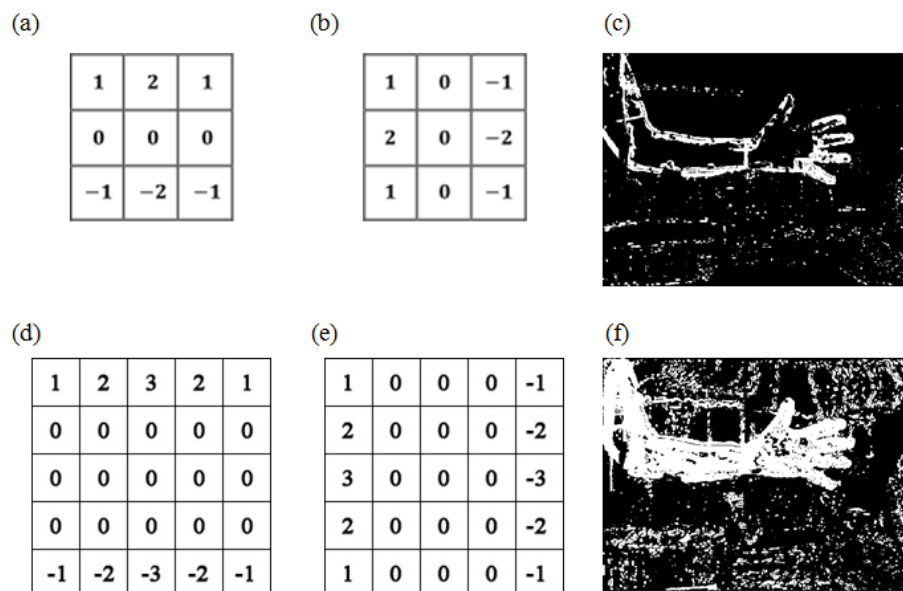 (a) (b) (c)
1 2 1 1 0 −1
0 0 0 2 0 −2
−1 −2 −1 1 0 −1
(d) (e) (f)
1 2 3 2 1 1 0 0 0 -1
0 0 0 0 0 2 0 0 0 -2
0 0 0 0 0 3 0 0 0 -3
0 0 0 0 0 2 0 0 0 -2
-1 -2 -3 -2 -1 1 0 0 0 -1